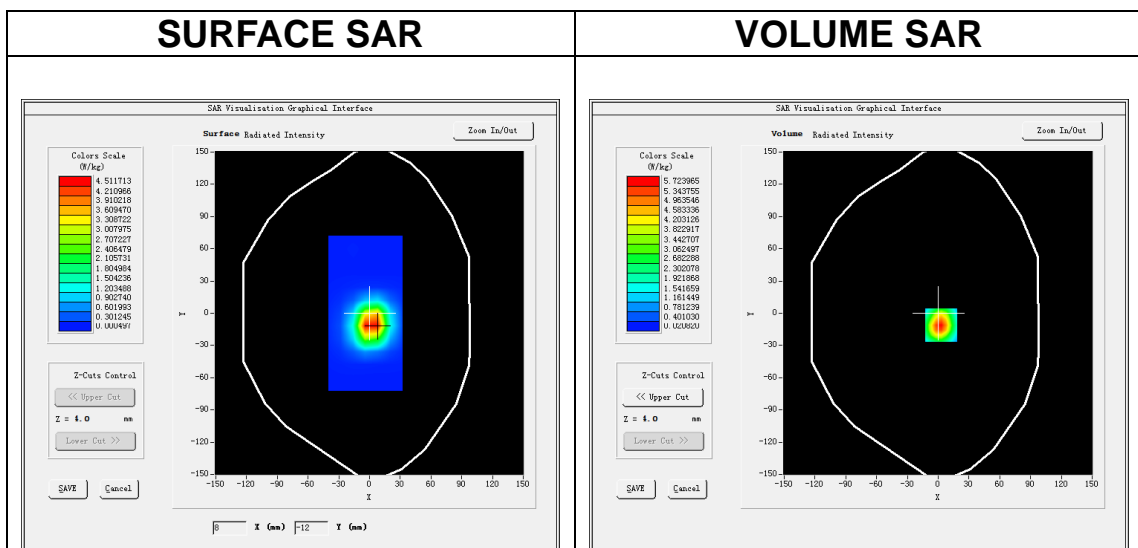 SURFACE SAR
VOLUME SAR
SAR Visualisation Graphical Interface
Surface Radiated Intensity
Zoom In/Out
Colors Scale
(W/kg)
4.511713
4.210966
3.910218
3.609470
3.308722
3.007975
2.707227
2.406479
2.105731
1.804984
1.504236
1.203488
0.902740
0.601993
0.301245
0.000497
Z-Cuts Control
<< Upper Cut
Z = 4.0 mm
Lower Cut >>
SAVE Cancel
150
120
90
60
30
0
-30
-60
-90
-120
-150
Y
-150 -120 -90 -60 -30 0 30 60 90 120 150
X
8 X (mm) -12 Y (mm)
SAR Visualisation Graphical Interface
Volume Radiated Intensity
Zoom In/Out
Colors Scale
(W/kg)
5.723965
5.343755
4.963546
4.583336
4.203126
3.822917
3.442707
3.062497
2.682288
2.302078
1.921868
1.541659
1.161449
0.781239
0.401030
0.020820
Z-Cuts Control
<< Upper Cut
Z = 4.0 mm
Lower Cut >>
SAVE Cancel
150
120
90
60
30
0
-30
-60
-90
-120
-150
Y
-150 -120 -90 -60 -30 0 30 60 90 120 150
X